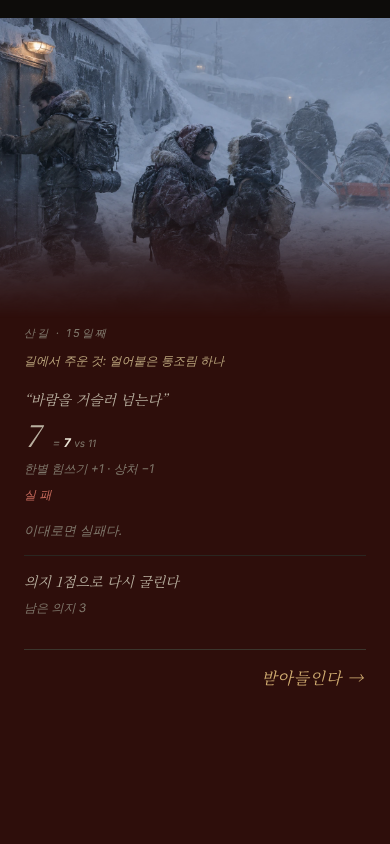 산길 · 15일째
길에서 주운 것: 얼어붙은 통조림 하나
“바람을 거슬러 넘는다”
7 = 7 vs 11
한별 힘쓰기 +1 · 상처 −1
실패
이대로면 실패다.
의지 1점으로 다시 굴린다
남은 의지 3
받아들인다 →